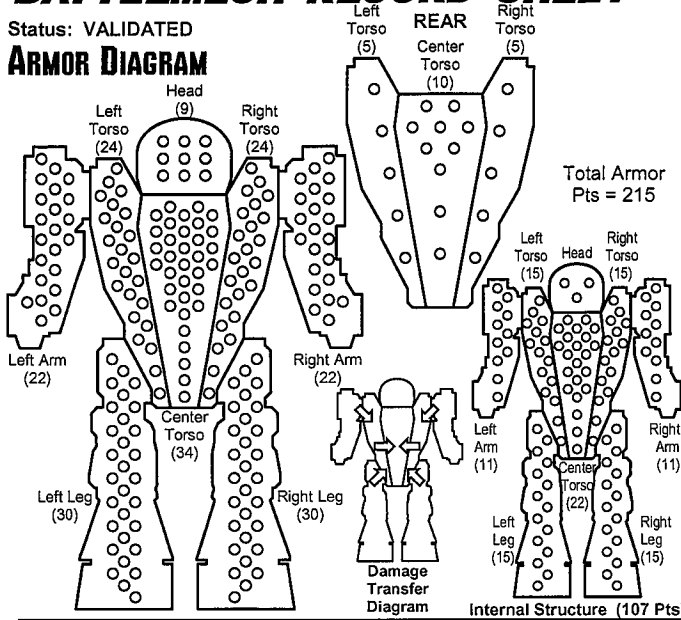 BATTLEMECH RECORD SHEET
Status: VALIDATED
ARMOR DIAGRAM
Head
(9)
Left
Torso
(24)
Right
Torso
(24)
Left Arm
(22)
Right Arm
(22)
Center
Torso
(34)
Left Leg
(30)
Right Leg
(30)
REAR
Left
Torso
(5)
Center
Torso
(10)
Right
Torso
(5)
Total Armor
Pts = 215
Damage
Transfer
Diagram
Left
Torso
(15)
Head
Right
Torso
(15)
Left
Arm
(11)
Right
Arm
(11)
Center
Torso
(22)
Left
Leg
(15)
Right
Leg
(15)
Internal Structure (107 Pts